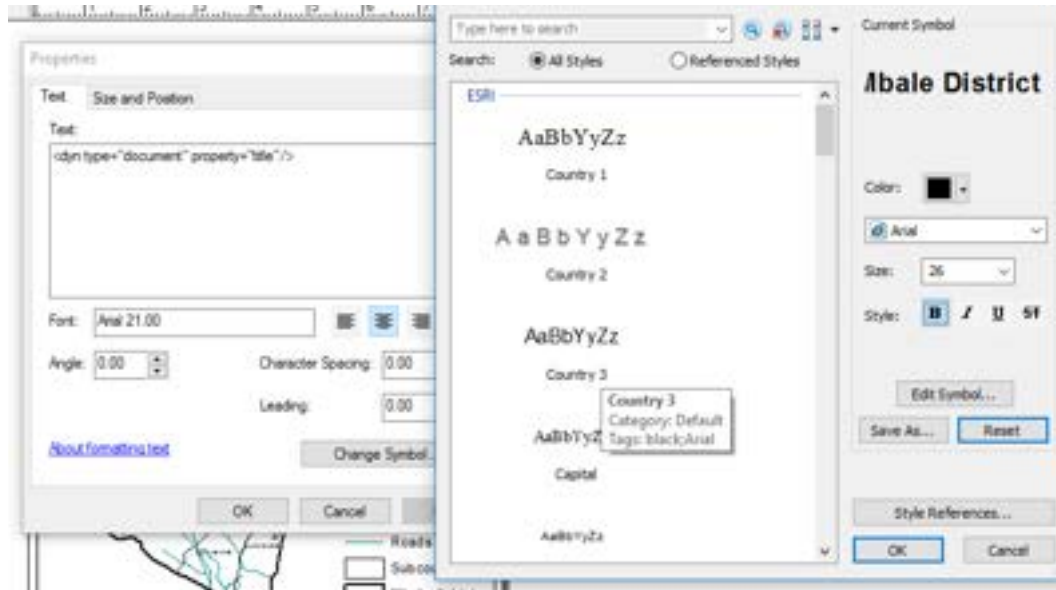 Properties
Text
Size and Position
Text:
<dyn type="document" property="title"/>
Font:
Arial 21.00
Angle:
0.00
Character Spacing:
0.00
Leading:
0.00
About formatting text
Change Symbol...
OK
Cancel
Roads
Type here to search
Search:
All Styles
Referenced Styles
ESRI
AaBbYyZz
Country 1
AaBbYyZz
Country 2
AaBbYyZz
Country 3
Country 3
Category: Default
Tags: black;Arial
AaBbYyZ
Capital
AaBbYyZz
Current Symbol
Mbale District
Color:
Arial
Size:
26
Style:
B I U ST
Edit Symbol...
Save As...
Reset
Style References...
OK
Cancel